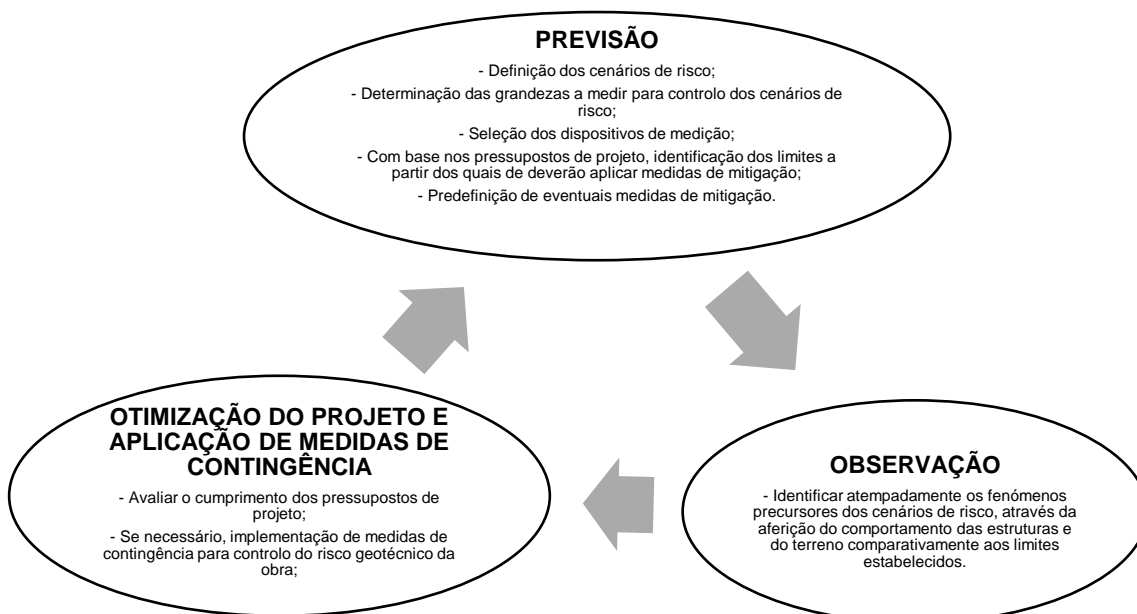 PREVISÃO
- Definição dos cenários de risco;
- Determinação das grandezas a medir para controlo dos cenários de
risco;
- Seleção dos dispositivos de medição;
- Com base nos pressupostos de projeto, identificação dos limites a
partir dos quais de deverão aplicar medidas de mitigação;
- Predefinição de eventuais medidas de mitigação.
OTIMIZAÇÃO DO PROJETO E
APLICAÇÃO DE MEDIDAS DE
CONTINGÊNCIA
- Avaliar o cumprimento dos pressupostos de
projeto;
- Se necessário, implementação de medidas de
contingência para controlo do risco geotécnico da
obra;
OBSERVAÇÃO
- Identificar atempadamente os fenómenos
precursores dos cenários de risco, através da
aferição do comportamento das estruturas e
do terreno comparativamente aos limites
estabelecidos.